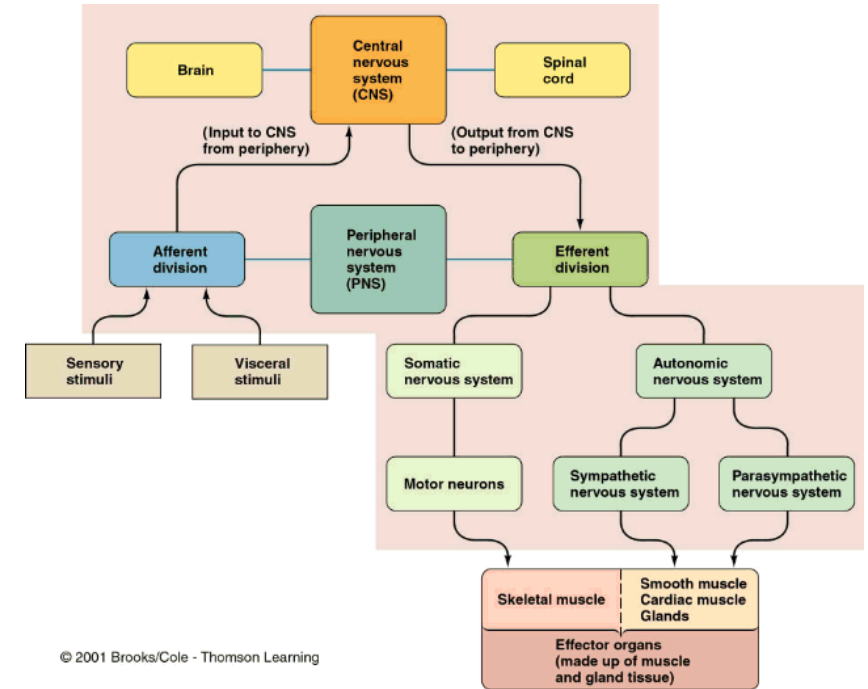 Central
nervous
system
(CNS)
Brain
Spinal
cord
(Input to CNS
from periphery)
(Output from CNS
to periphery)
Afferent
division
Peripheral
nervous
system
(PNS)
Efferent
division
Sensory
stimuli
Visceral
stimuli
Somatic
nervous system
Autonomic
nervous system
Motor neurons
Sympathetic
nervous system
Parasympathetic
nervous system
Skeletal muscle
Smooth muscle
Cardiac muscle
Glands
Effector organs
(made up of muscle
and gland tissue)
© 2001 Brooks/Cole - Thomson Learning